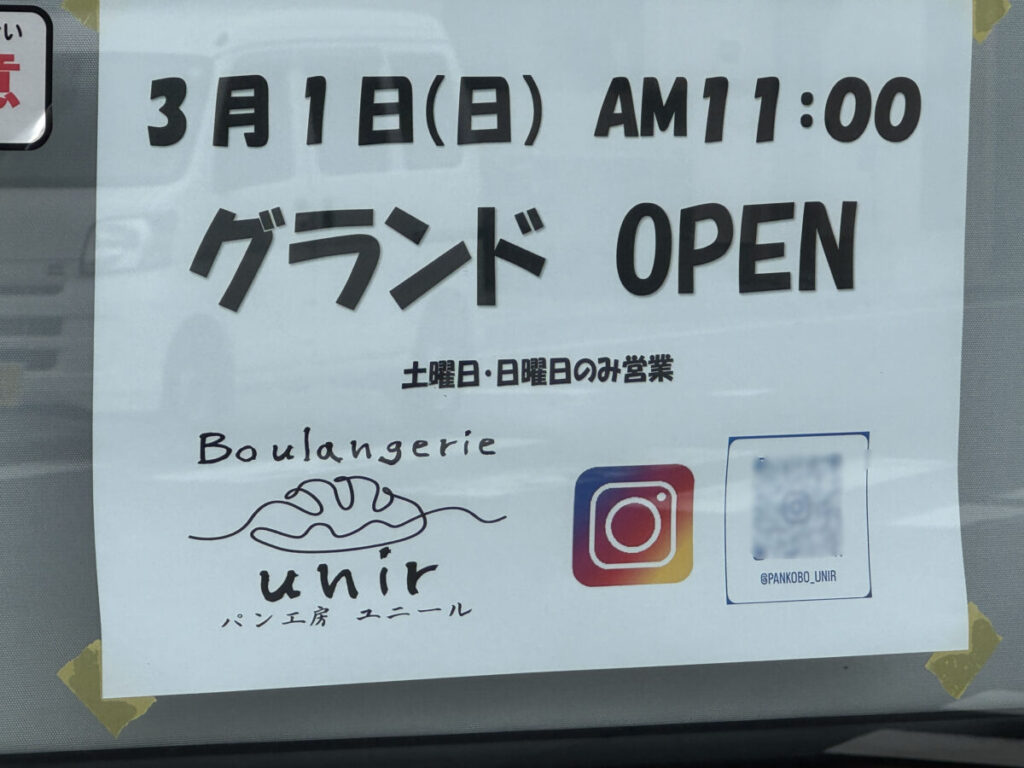 ３月１日(日)　AM11:00
グランド　OPEN
土曜日・日曜日のみ営業
Boulangerie
unir
パン工房 ユニール
@PANKOBO_UNIR